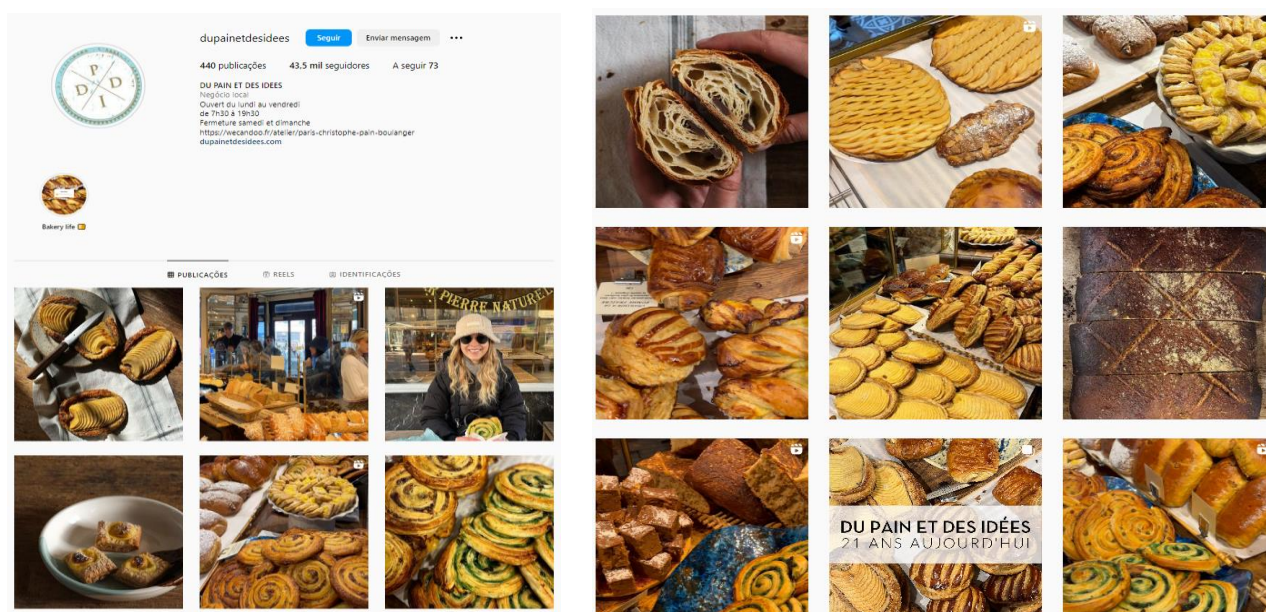 dupainetdesidees Seguir Enviar mensagem
440 publicações 43.5 mil seguidores A seguir 73
DU PAIN ET DES IDEES
Negócio local
Ouvert du lundi au vendredi
de 7h30 à 19h30
Fermeture samedi et dimanche
https://wecandoo.fr/atelier/paris-christophe-pain-boulanger
dupainetdesidees.com
P
D D
I
Bakery life
PUBLICAÇÕES REELS IDENTIFICAÇÕES
PIERRE NATUREL
DU PAIN ET DES IDÉES
21 ANS AUJOURD'HUI